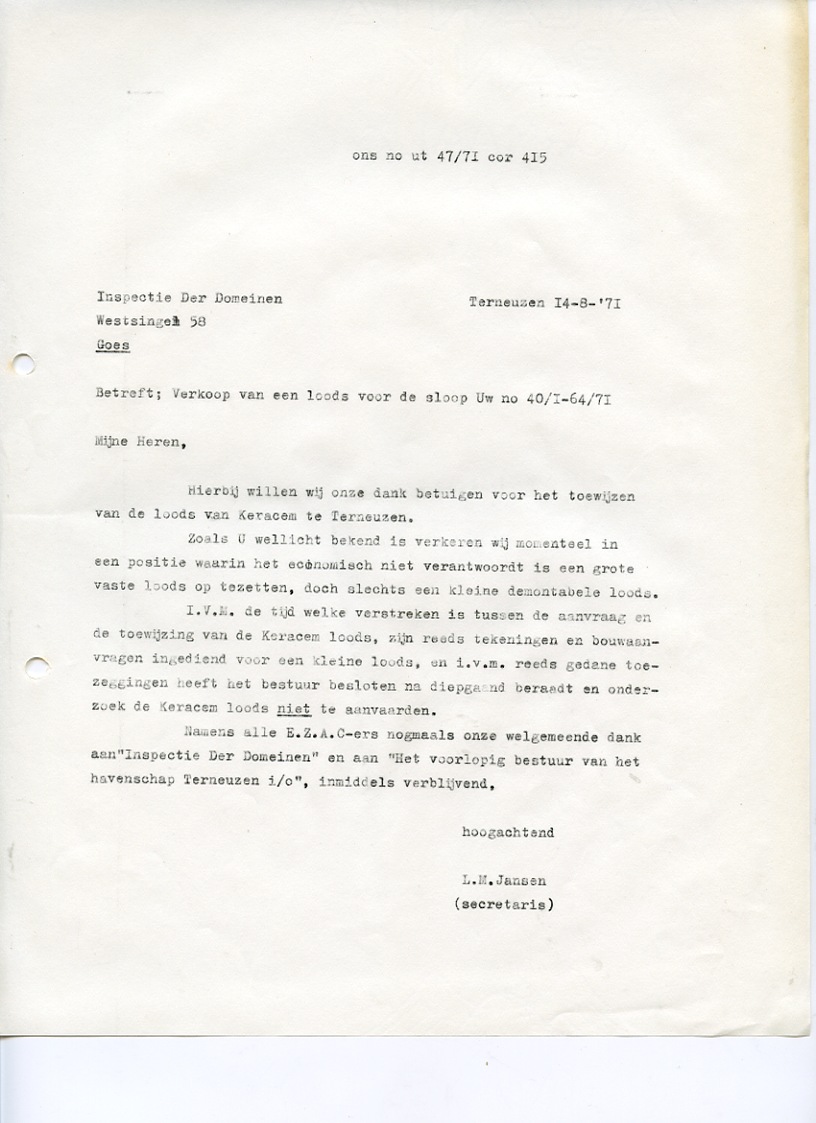 ons no ut 47/7I cor 4I5
Inspectie Der Domeinen
Terneuzen I4-8-'7I
Westsingel 58
Goes
Betreft; Verkoop van een loods voor de sloop Uw no 40/I-64/7I
Mijne Heren,
Hierbij willen wij onze dank betuigen voor het toewijzen
van de loods van Keracem te Terneuzen.
Zoals U wellicht bekend is verkeren wij momenteel in
een positie waarin het economisch niet verantwoordt is een grote
vaste loods op tezetten, doch slechts een kleine demontabele loods.
I.V.M. de tijd welke verstreken is tussen de aanvraag en
de toewijzing van de Keracem loods, zijn reeds tekeningen en bouwaan-
vragen ingediend voor een kleine loods, en i.v.m. reeds gedane toe-
zeggingen heeft het bestuur besloten na diepgaand beraadt en onder-
zoek de Keracem loods niet te aanvaarden.
Namens alle E.Z.A.C-ers nogmaals onze welgemeende dank
aan"Inspectie Der Domeinen" en aan "Het voorlopig bestuur van het
havenschap Terneuzen i/o", inmiddels verblijvend,
hoogachtend
L.M.Jansen
(secretaris)